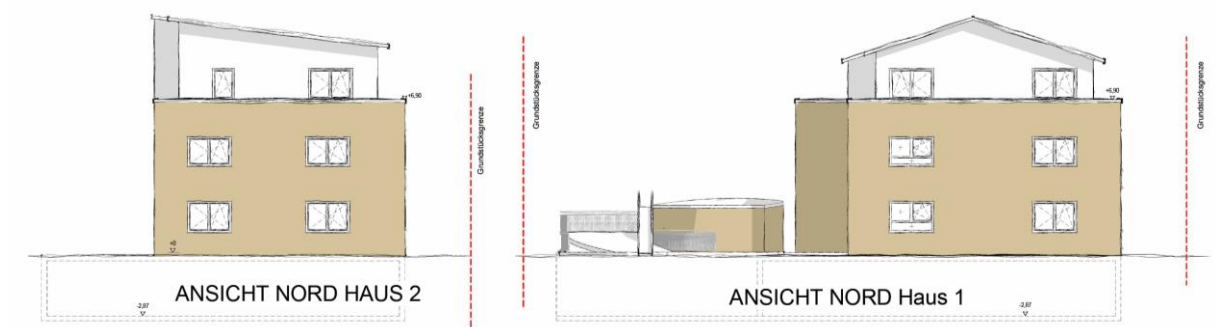 +6,90
Grundstücksgrenze
-2,87
ANSICHT NORD HAUS 2
Grundstücksgrenze
+6,90
Grundstücksgrenze
ANSICHT NORD Haus 1
-2,87